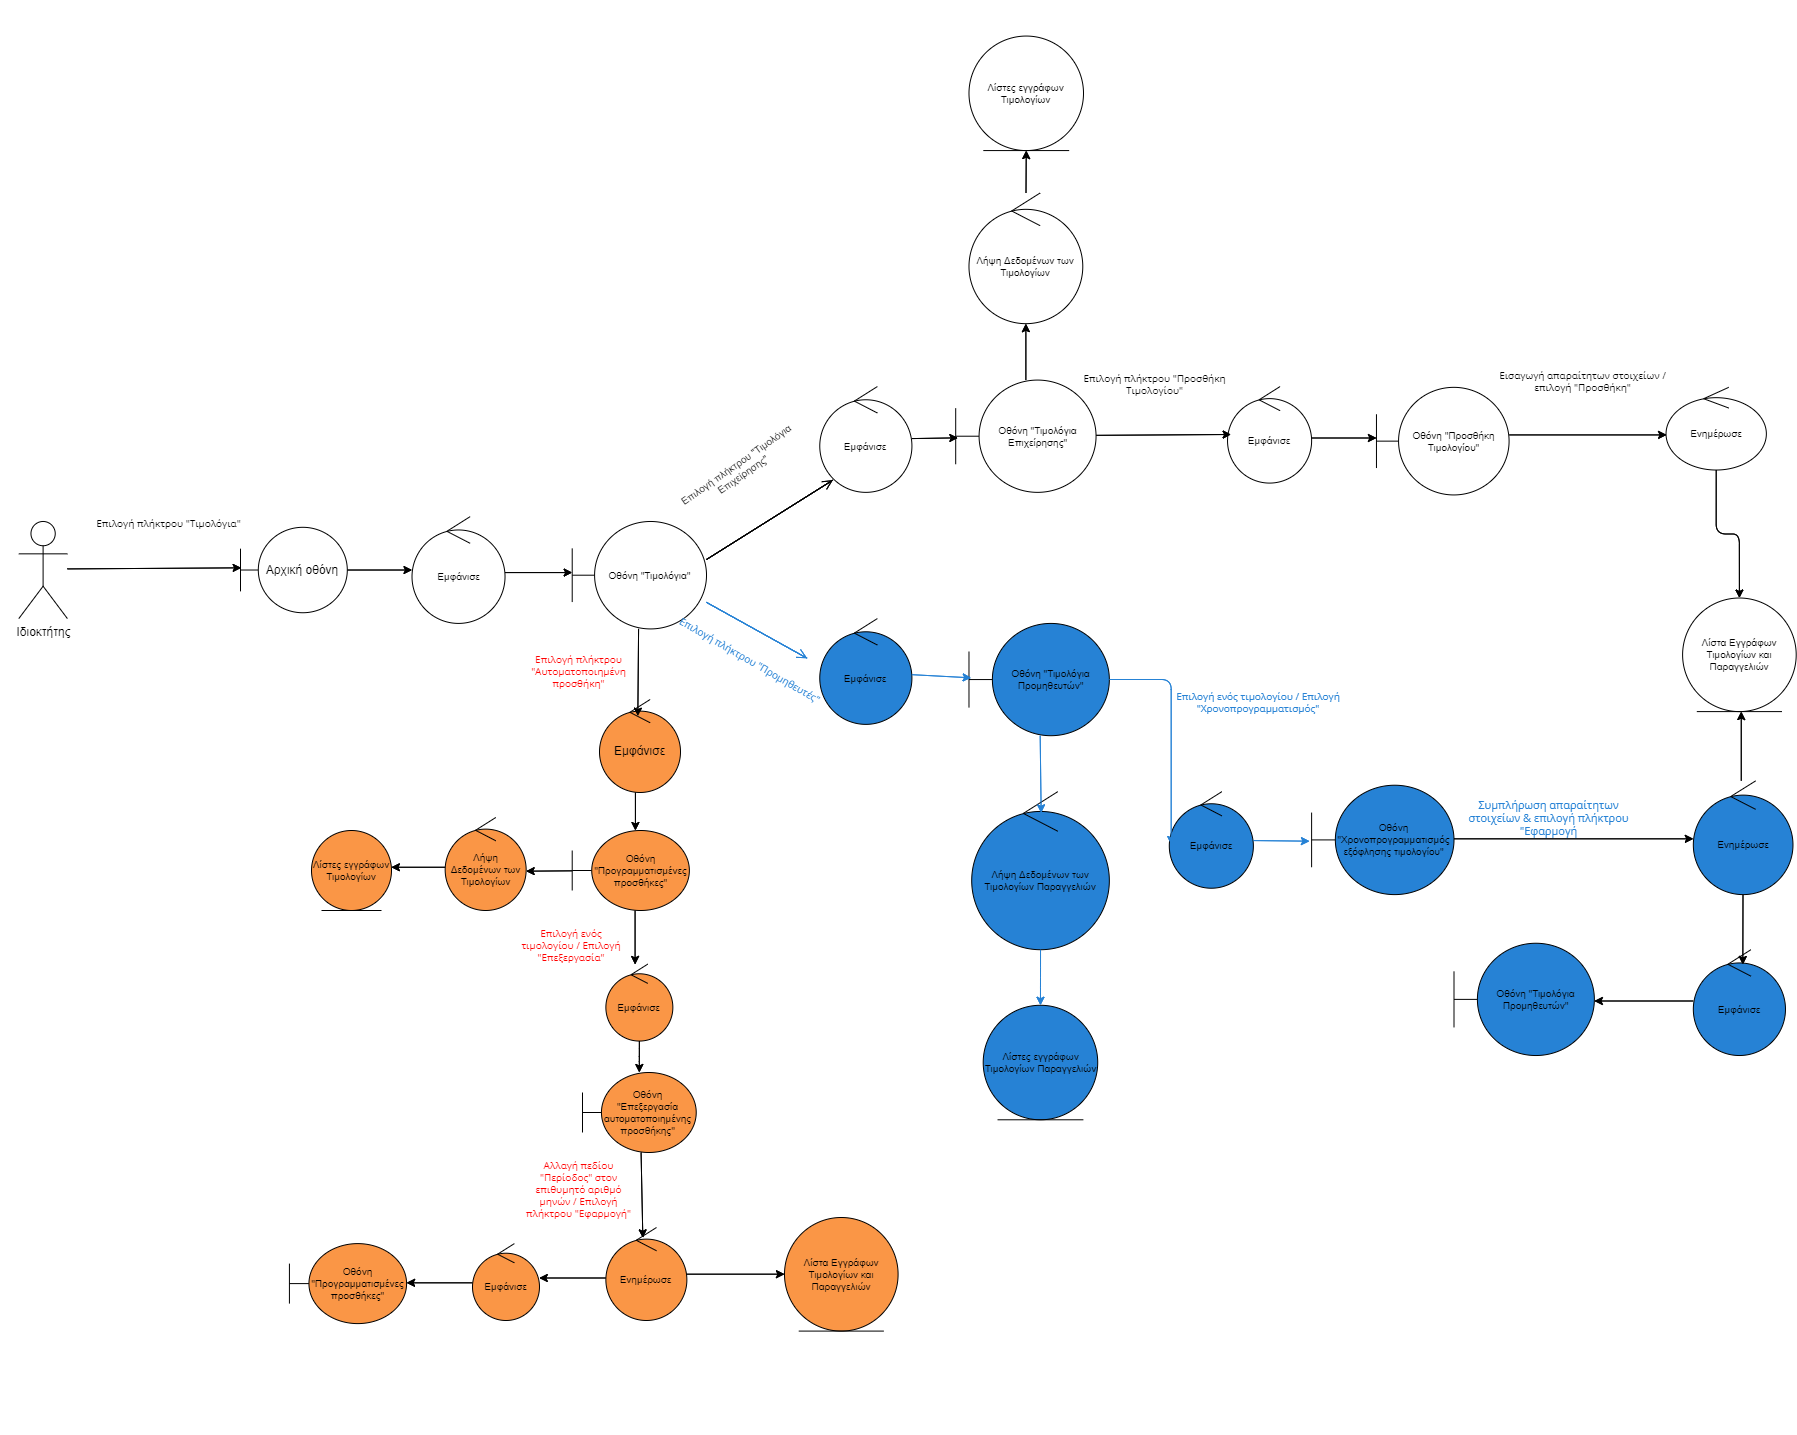 Λίστες εγγράφων
Τιμολογίων
Λήψη Δεδομένων των
Τιμολογίων
Επιλογή πλήκτρου "Προσθήκη
Τιμολογίου"
Εισαγωγή απαραίτητων στοιχείων /
επιλογή "Προσθήκη"
Επιλογή πλήκτρου "Τιμολόγια
Επιχείρησης"
Εμφάνισε
Οθόνη "Τιμολόγια
Επιχείρησης"
Εμφάνισε
Οθόνη "Προσθήκη
Τιμολογίου"
Ενημέρωσε
Επιλογή πλήκτρου "Τιμολόγια"
Ιδιοκτήτης
Αρχική οθόνη
Εμφάνισε
Οθόνη "Τιμολόγια"
Επιλογή πλήκτρου "Προμηθευτές"
Εμφάνισε
Οθόνη "Τιμολόγια
Προμηθευτών"
Επιλογή ενός τιμολογίου / Επιλογή
"Χρονοπρογραμματισμός"
Λίστα Εγγράφων
Τιμολογίων και
Παραγγελιών
Επιλογή πλήκτρου
"Αυτοματοποιημένη
προσθήκη"
Εμφάνισε
Λίστες εγγράφων
Τιμολογίων
Λήψη
Δεδομένων των
Τιμολογίων
Οθόνη
"Προγραμματισμένες
προσθήκες"
Λήψη Δεδομένων των
Τιμολογίων Παραγγελιών
Εμφάνισε
Οθόνη
"Χρονοπρογραμματισμός
εξόφλησης τιμολογίου"
Συμπλήρωση απαραίτητων
στοιχείων & επιλογή πλήκτρου
"Εφαρμογή
Ενημέρωσε
Επιλογή ενός
τιμολογίου / Επιλογή
"Επεξεργασία"
Εμφάνισε
Λίστες εγγράφων
Τιμολογίων Παραγγελιών
Οθόνη "Τιμολόγια
Προμηθευτών"
Εμφάνισε
Οθόνη
"Επεξεργασία
αυτοματοποιημένης
προσθήκης"
Αλλαγή πεδίου
"Περίοδος" στον
επιθυμητό αριθμό
μηνών / Επιλογή
πλήκτρου "Εφαρμογή"
Οθόνη
"Προγραμματισμένες
προσθήκες"
Εμφάνισε
Ενημέρωσε
Λίστα Εγγράφων
Τιμολογίων και
Παραγγελιών